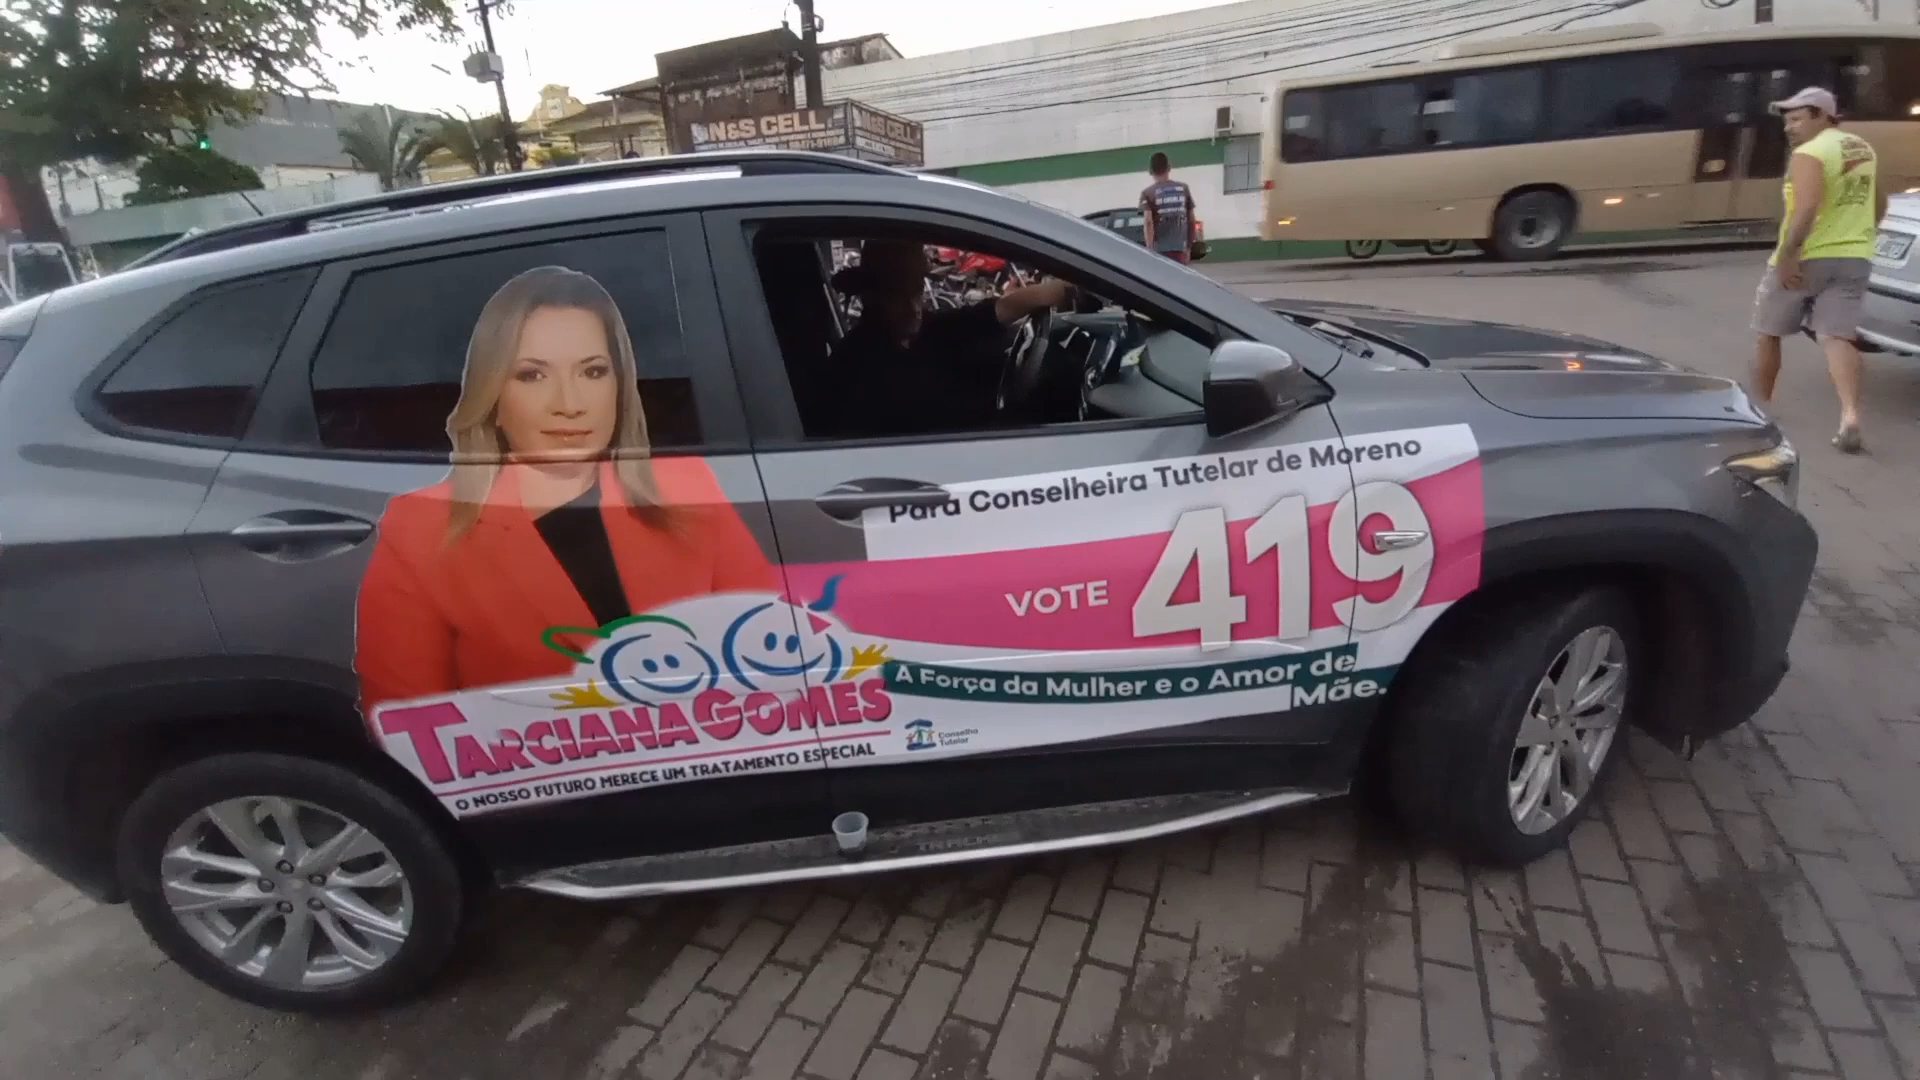 N&S CELL
N&S CELL
Para Conselheira Tutelar de Moreno
VOTE 419
A Força da Mulher e o Amor de
Mãe.
TARCIANA GOMES
O NOSSO FUTURO MERECE UM TRATAMENTO ESPECIAL
Conselho
Tutelar
TRACKER